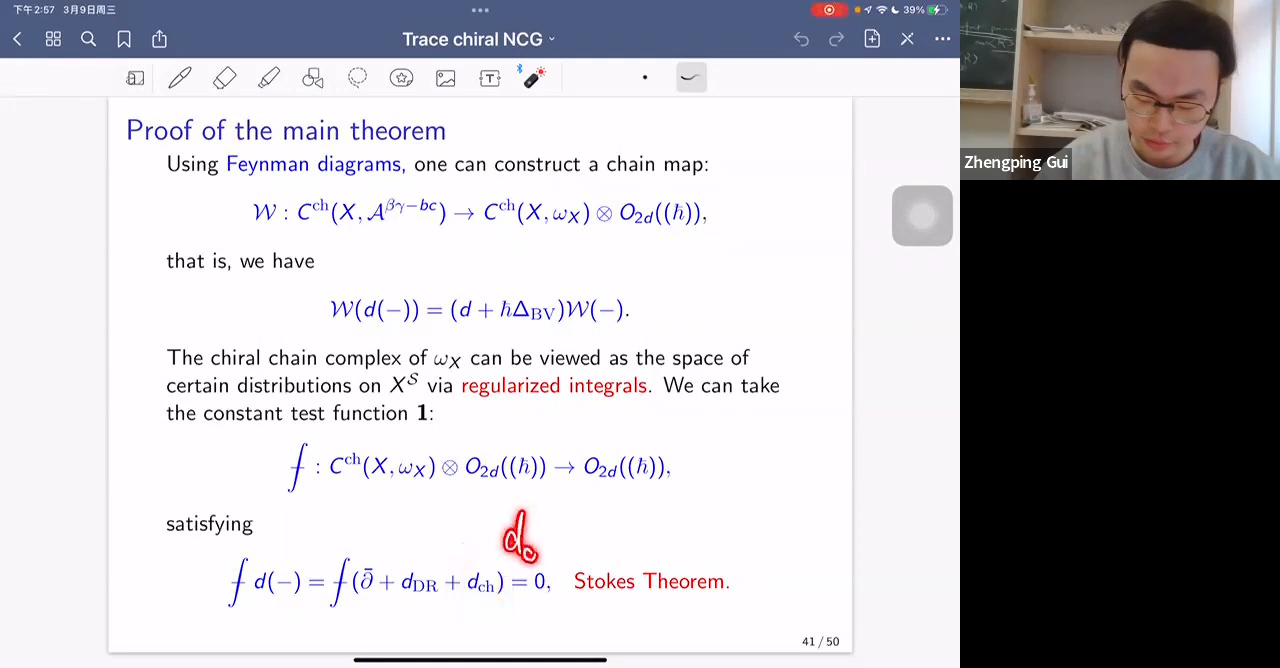 下午2:57 3月9日周三
39%
Trace chiral NCG
Proof of the main theorem
Using Feynman diagrams, one can construct a chain map:
𝒲 : C^ch(X, 𝒜^{βγ−bc}) → C^ch(X, ω_X) ⊗ O_{2d}((ℏ)),
that is, we have
𝒲(d(−)) = (d + ℏΔ_BV)𝒲(−).
The chiral chain complex of ω_X can be viewed as the space of
certain distributions on X^𝒮 via regularized integrals. We can take
the constant test function 1:
⨍ : C^ch(X, ω_X) ⊗ O_{2d}((ℏ)) → O_{2d}((ℏ)),
satisfying
⨍ d(−) = ⨍(∂̄ + d_DR + d_ch) = 0, Stokes Theorem.
41 / 50
Zhengping Gui